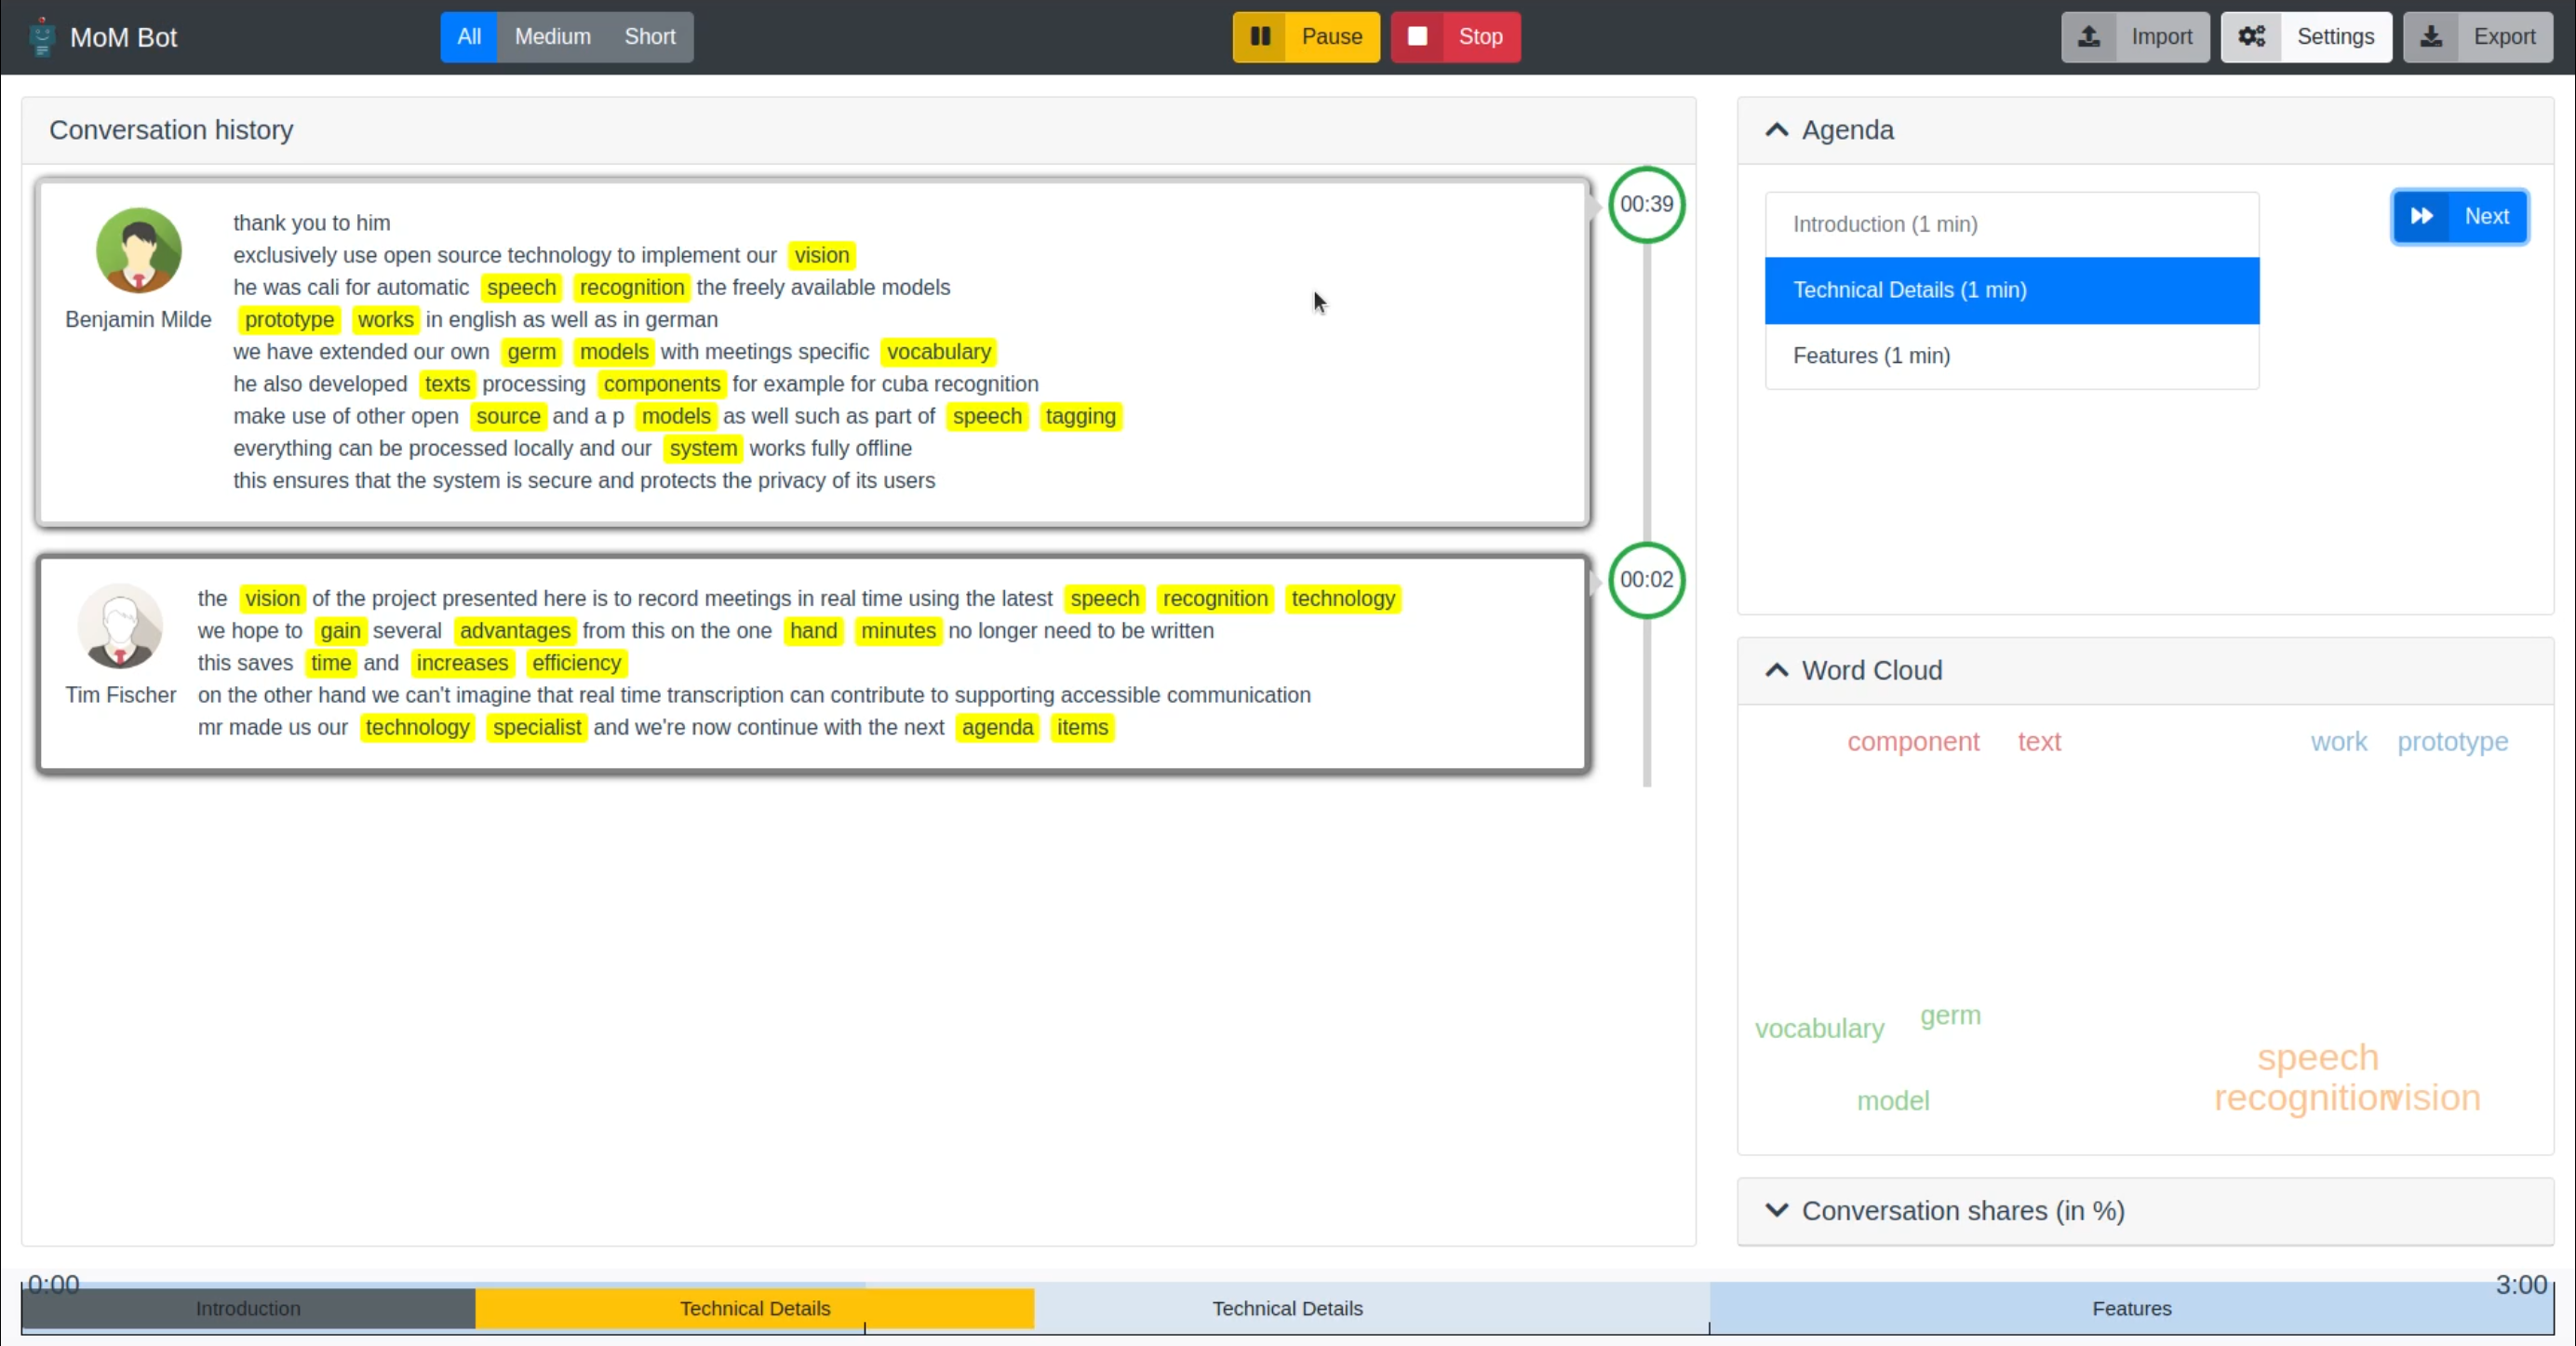 MoM Bot
All Medium Short
Pause Stop
Import Settings Export
Conversation history
00:39
thank you to him
exclusively use open source technology to implement our vision
he was cali for automatic speech recognition the freely available models
Benjamin Milde
prototype works in english as well as in german
we have extended our own germ models with meetings specific vocabulary
he also developed texts processing components for example for cuba recognition
make use of other open source and a p models as well such as part of speech tagging
everything can be processed locally and our system works fully offline
this ensures that the system is secure and protects the privacy of its users
00:02
the vision of the project presented here is to record meetings in real time using the latest speech recognition technology
we hope to gain several advantages from this on the one hand minutes no longer need to be written
this saves time and increases efficiency
Tim Fischer
on the other hand we can't imagine that real time transcription can contribute to supporting accessible communication
mr made us our technology specialist and we're now continue with the next agenda items
Agenda
Introduction (1 min)
Next
Technical Details (1 min)
Features (1 min)
Word Cloud
component text work prototype
vocabulary germ
speech
model recognition vision
Conversation shares (in %)
0:00 3:00
Introduction Technical Details Technical Details Features